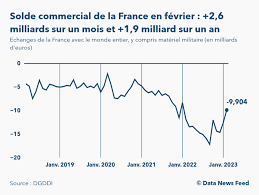 Solde commercial de la France en février : +2,6
milliards sur un mois et +1,9 milliard sur un an
Echanges de la France avec le monde entier, y compris matériel militaire (en milliards
d'euros)
0
−5
−10
−15
−20
-9,904
Janv. 2019
Janv. 2020
Janv. 2021
Janv. 2022
Janv. 2023
Source : DGDDI
© Data News Feed